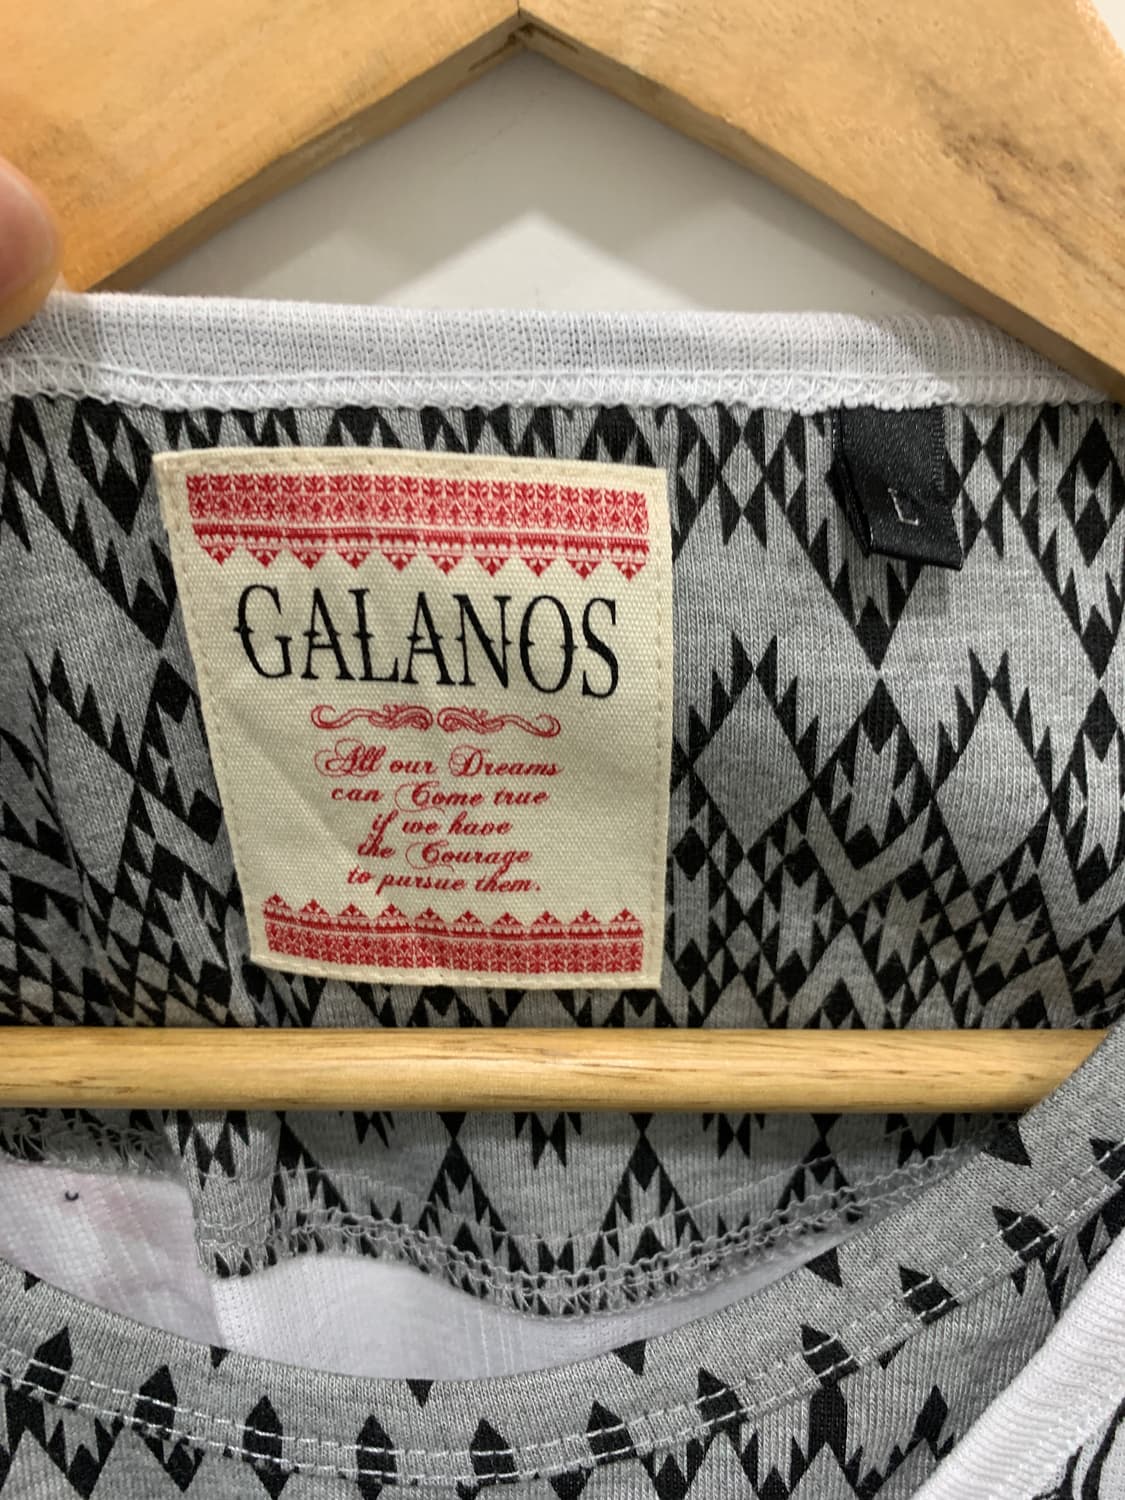 GALANOS
All our Dreams
can Come true
if we have
the Courage
to pursue them.
L